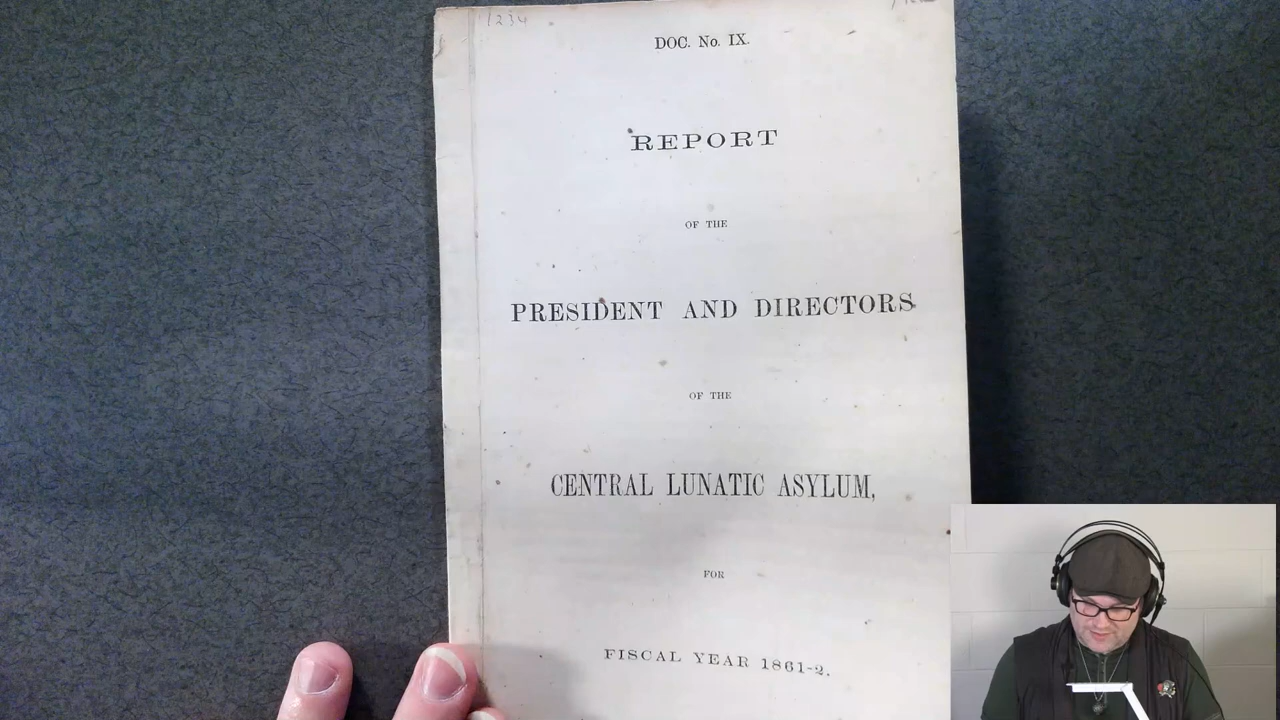 11234
DOC. No. IX.
REPORT
OF THE
PRESIDENT AND DIRECTORS
OF THE
CENTRAL LUNATIC ASYLUM,
FOR
FISCAL YEAR 1861-2.